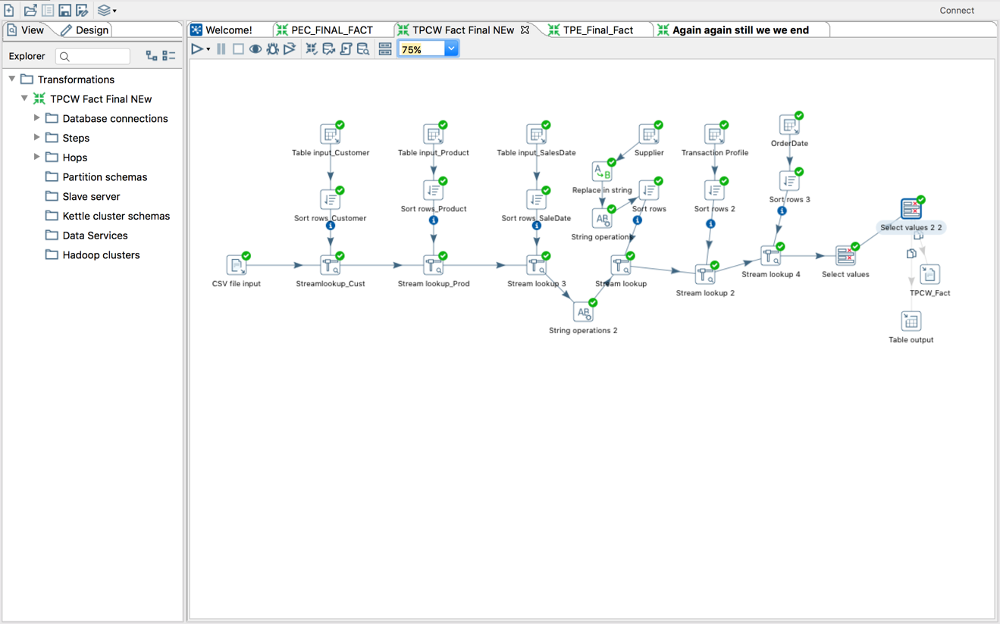 Connect
View
Design
Welcome!
PEC_FINAL_FACT
TPCW Fact Final NEw
TPE_Final_Fact
Again again still we we end
Explorer
75%
Transformations
TPCW Fact Final NEw
Database connections
Steps
Hops
Partition schemas
Slave server
Kettle cluster schemas
Data Services
Hadoop clusters
OrderDate
Table input_Customer
Table input_Product
Table input_SalesDate
Supplier
Transaction Profile
A B
Replace in string
Sort rows_Customer
Sort rows_Product
Sort rows_SaleDate
Sort rows
Sort rows 2
Sort rows 3
AB
String operations
Select values 2 2
CSV file input
Streamlookup_Cust
Stream lookup_Prod
Stream lookup 3
Stream lookup
Stream lookup 2
Stream lookup 4
Select values
TPCW_Fact
AB
String operations 2
Table output